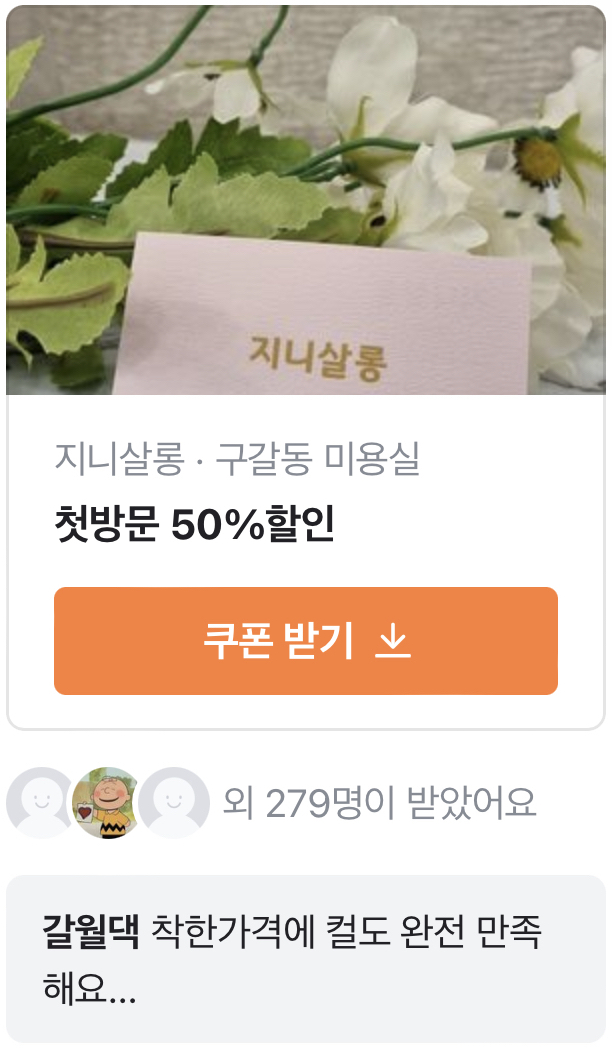 지니살롱
지니살롱 · 구갈동 미용실
첫방문 50%할인
쿠폰 받기
외 279명이 받았어요
갈월댁 착한가격에 컬도 완전 만족
해요...